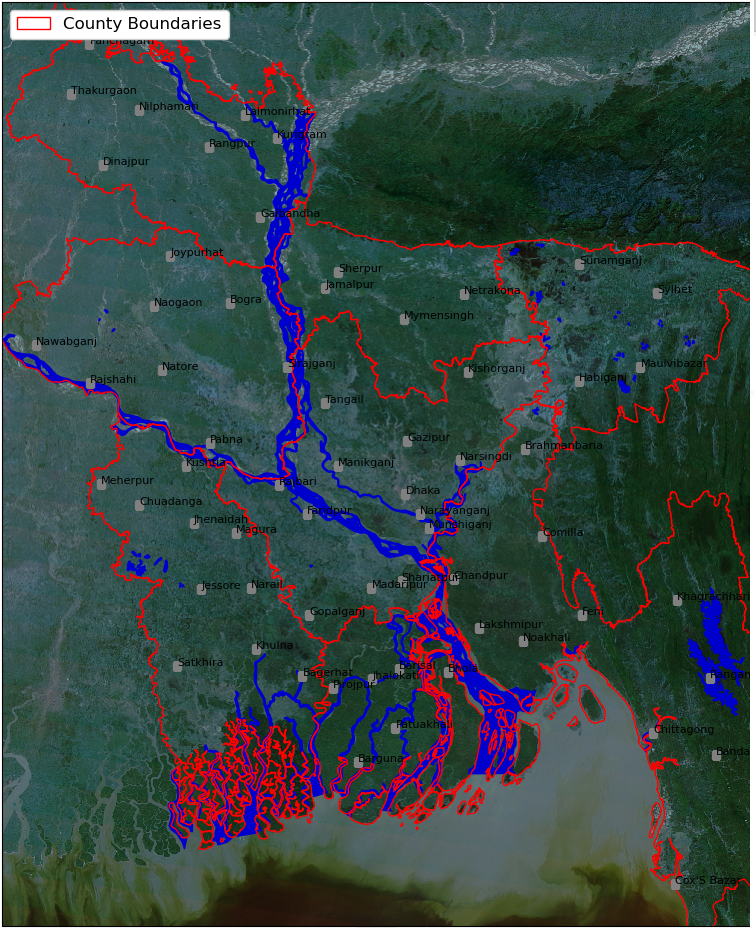 County Boundaries
Panchagarh
Thakurgaon
Nilphamari
Lalmonirhat
Kurigram
Rangpur
Dinajpur
Gaibandha
Joypurhat
Sherpur
Jamalpur
Sunamganj
Netrakona
Sylhet
Naogaon
Bogra
Mymensingh
Nawabganj
Natore
Sirajganj
Kishorganj
Maulvibazar
Habiganj
Rajshahi
Tangail
Pabna
Gazipur
Brahmanbaria
Kushtia
Manikganj
Narsingdi
Meherpur
Rajbari
Dhaka
Chuadanga
Jhenaidah
Magura
Faridpur
Narayanganj
Munshiganj
Comilla
Jessore
Narail
Madaripur
Shariatpur
Chandpur
Khagrachhari
Gopalganj
Feni
Lakshmipur
Noakhali
Khulna
Satkhira
Bagerhat
Pirojpur
Jhalokati
Barisal
Bhola
Rangam
Patuakhali
Chittagong
Barguna
Banda
Cox'S Bazar